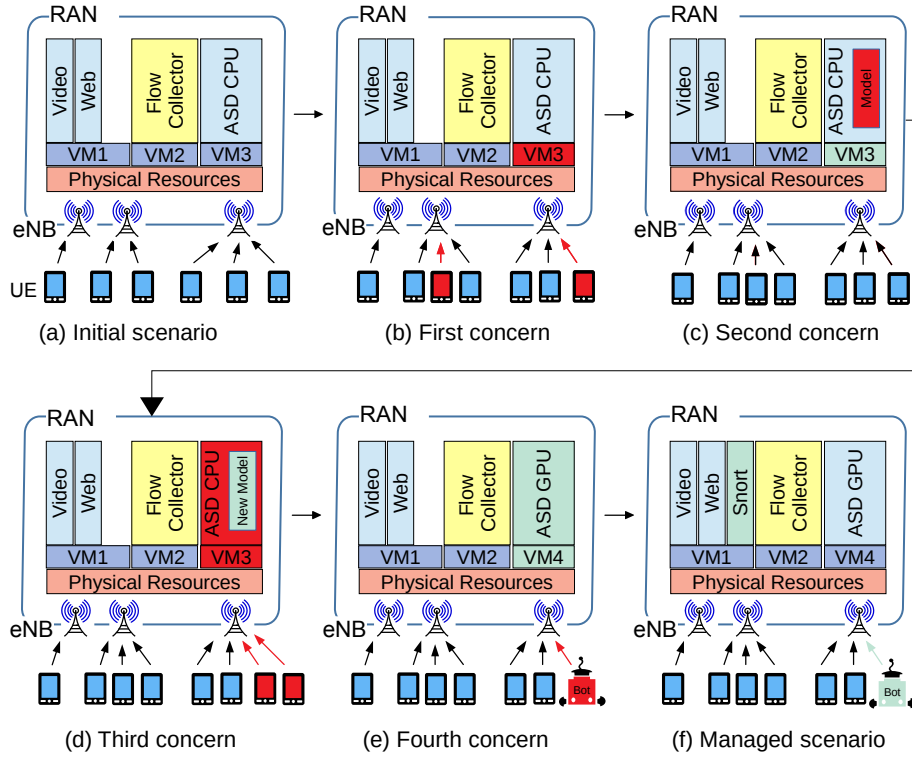 RAN
Video
Web
Flow
Collector
ASD CPU
VM1
VM2
VM3
Physical Resources
eNB
UE
(a) Initial scenario
RAN
Video
Web
Flow
Collector
ASD CPU
VM1
VM2
VM3
Physical Resources
eNB
(b) First concern
RAN
Video
Web
Flow
Collector
ASD CPU
Model
VM1
VM2
VM3
Physical Resources
eNB
(c) Second concern
RAN
Video
Web
Flow
Collector
ASD CPU
New Model
VM1
VM2
VM3
Physical Resources
eNB
(d) Third concern
RAN
Video
Web
Flow
Collector
ASD GPU
VM1
VM2
VM4
Physical Resources
eNB
Bot
(e) Fourth concern
RAN
Video
Web
Snort
Flow
Collector
ASD GPU
VM1
VM2
VM4
Physical Resources
eNB
Bot
(f) Managed scenario